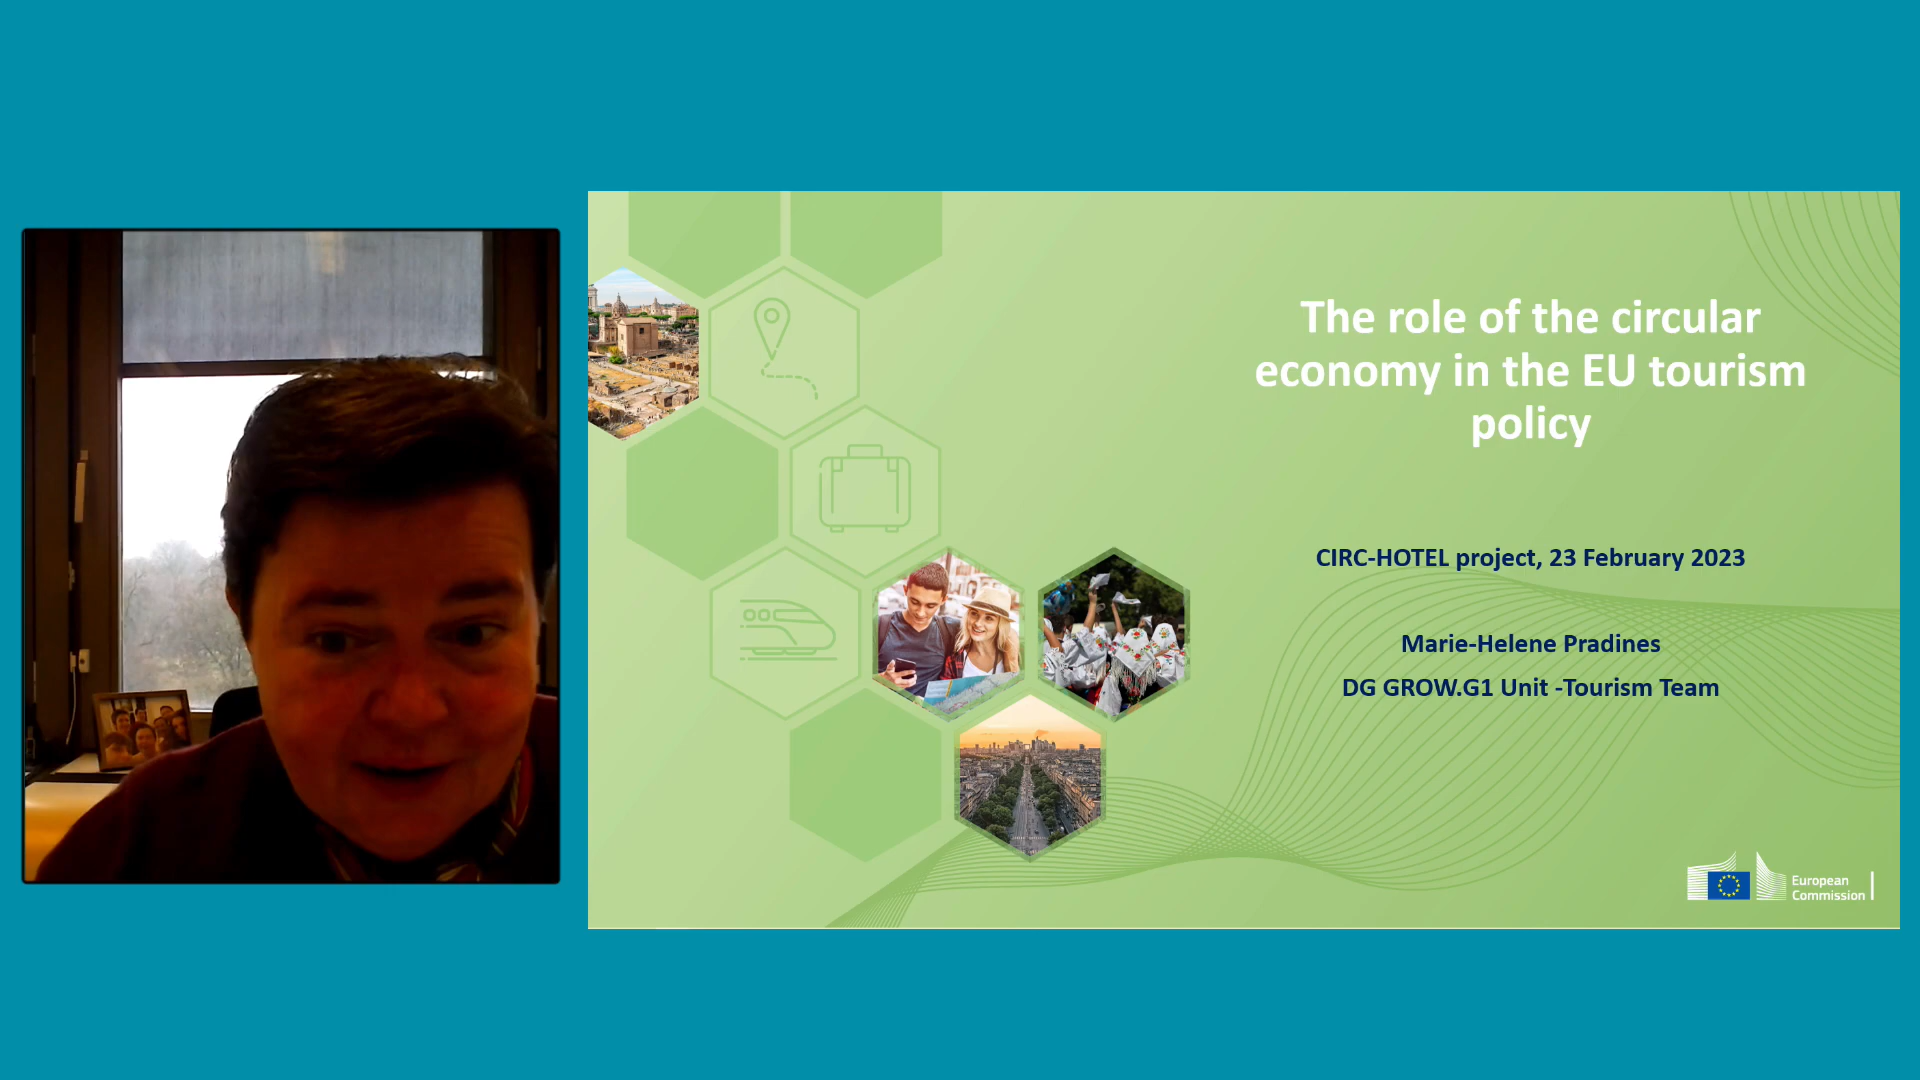 The role of the circular
economy in the EU tourism
policy
CIRC-HOTEL project, 23 February 2023
Marie-Helene Pradines
DG GROW.G1 Unit -Tourism Team
European
Commission